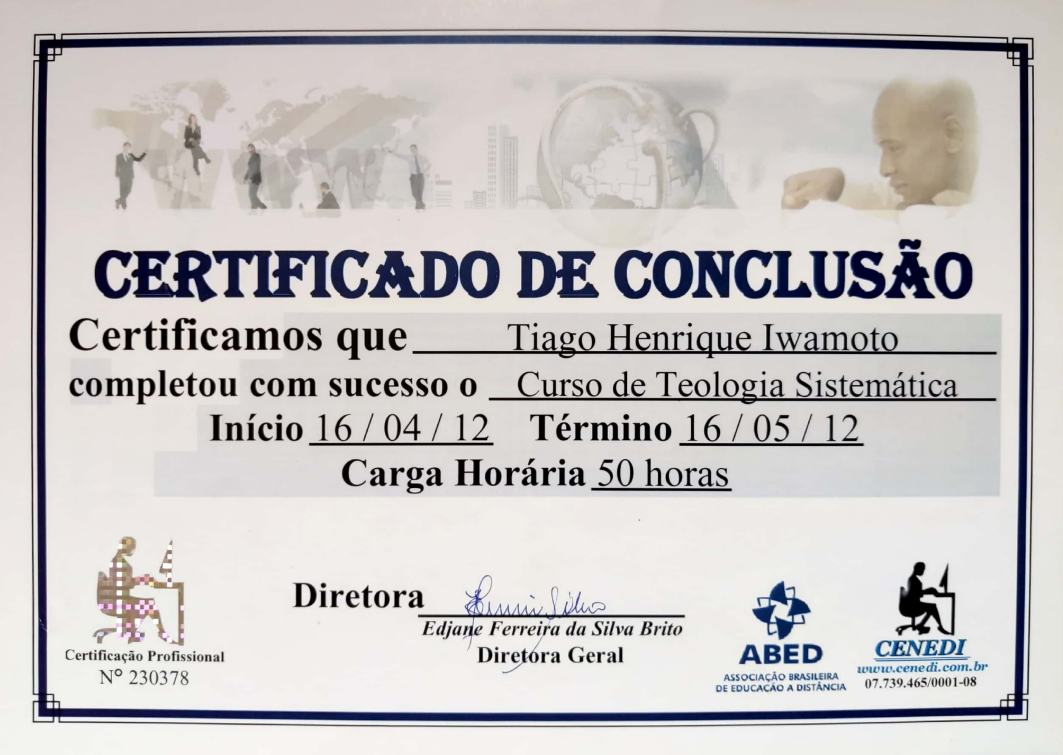 CERTIFICADO DE CONCLUSÃO
Certificamos que Tiago Henrique Iwamoto
completou com sucesso o Curso de Teologia Sistemática
Início 16 / 04 / 12 Término 16 / 05 / 12
Carga Horária 50 horas
Diretora
Edjane Ferreira da Silva Brito
Diretora Geral
Certificação Profissional
Nº 230378
ABED
ASSOCIAÇÃO BRASILEIRA
DE EDUCAÇÃO A DISTÂNCIA
CENEDI
www.cenedi.com.br
07.739.465/0001-08